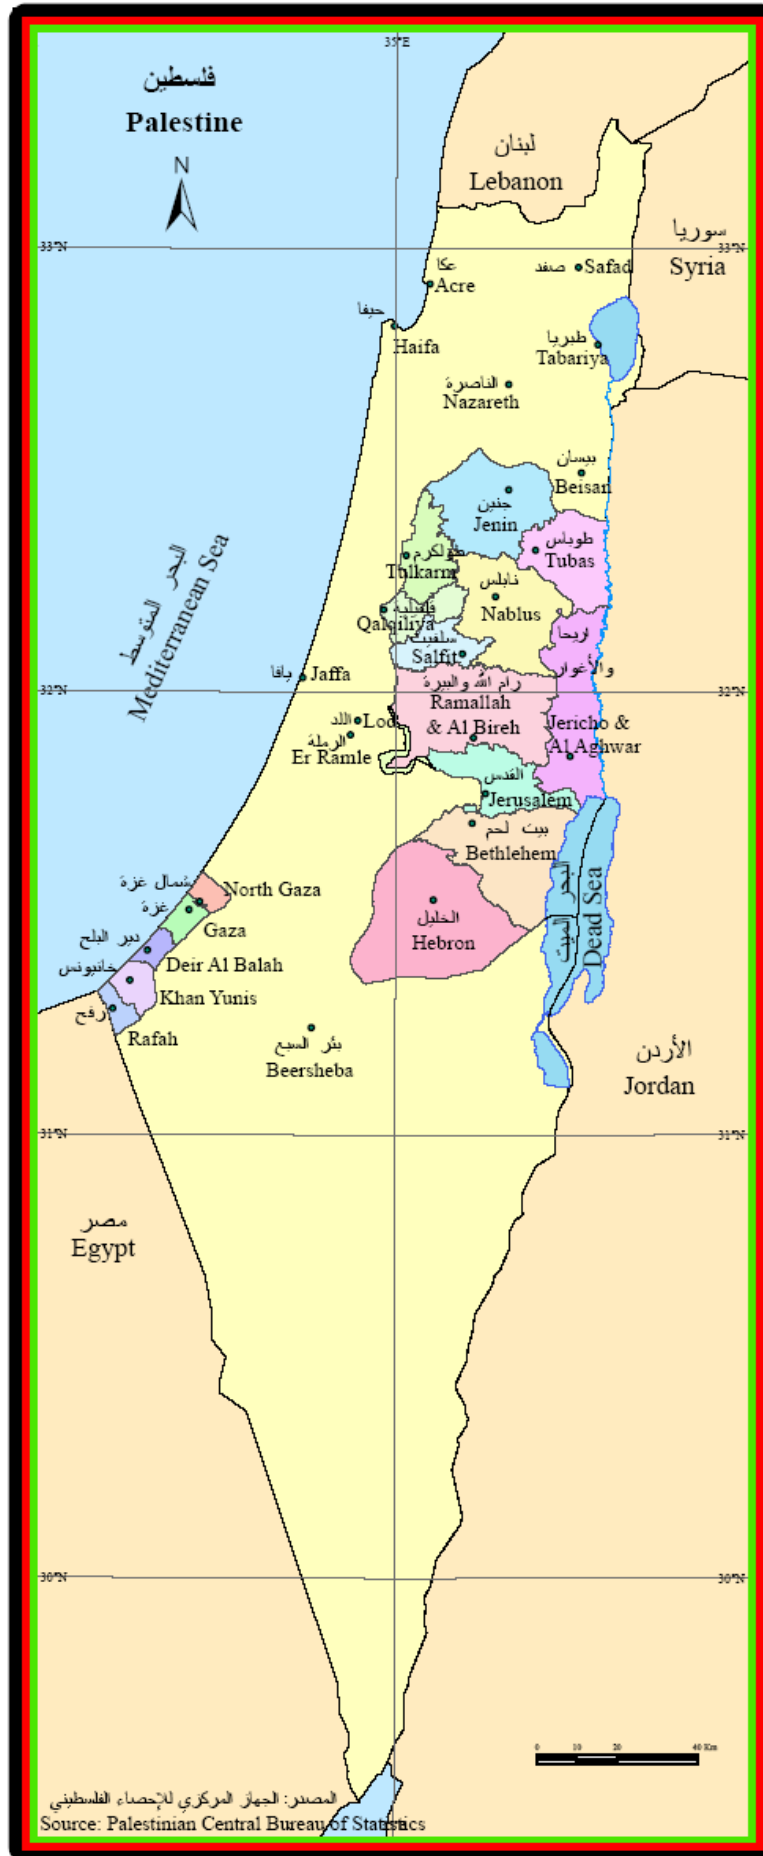 35°E
فلسطين
Palestine
N
لبنان
Lebanon
سوريا
Syria
33°N
33°N
عكا
Acre
صفد
Safad
حيفا
Haifa
طبريا
Tabariya
الناصرة
Nazareth
بيسان
Beisan
جنين
Jenin
طوباس
Tubas
طولكرم
Tulkarm
نابلس
Nablus
قلقيلية
Qalqiliya
سلفيت
Salfit
اريحا
والأغوار
Jericho &
Al Aghwar
البحر المتوسط
Mediterranean Sea
يافا
Jaffa
32°N
32°N
رام الله والبيرة
Ramallah
& Al Bireh
اللد
Lod
الرملة
Er Ramle
القدس
Jerusalem
بيت لحم
Bethlehem
البحر الميت
Dead Sea
شمال غزة
North Gaza
غزة
Gaza
دير البلح
Deir Al Balah
خانيونس
Khan Yunis
رفح
Rafah
الخليل
Hebron
بئر السبع
Beersheba
الأردن
Jordan
31°N
31°N
مصر
Egypt
30°N
30°N
0 10 20 40 Km
المصدر: الجهاز المركزي للإحصاء الفلسطيني
Source: Palestinian Central Bureau of Statistics